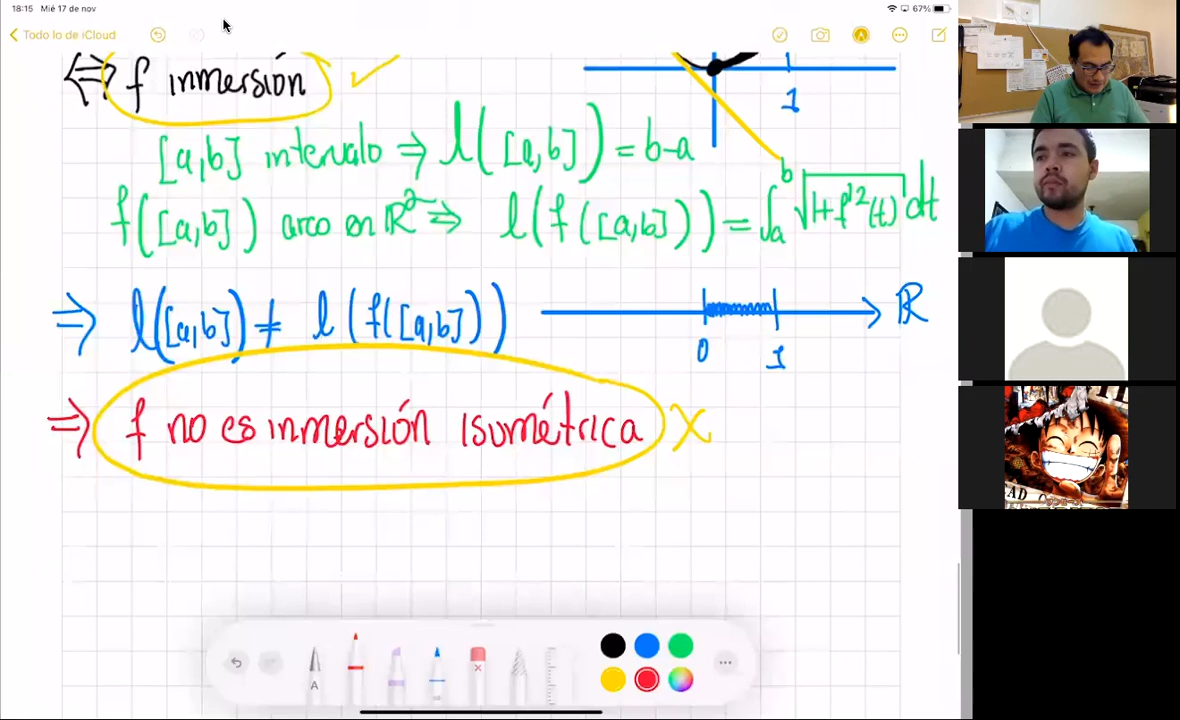 18:15 Mié 17 de nov
67%
Todo lo de iCloud
⟺ f inmersión ✓
1
[a,b] intervalo ⇒ l([a,b]) = b-a
f([a,b]) arco en ℝ² ⇒ l(f([a,b])) = ∫ₐᵇ √(1+f'²(t)) dt
⇒ l([a,b]) ≠ l(f([a,b]))
ℝ
0 1
⇒ f no es inmersión isométrica X
A
AD